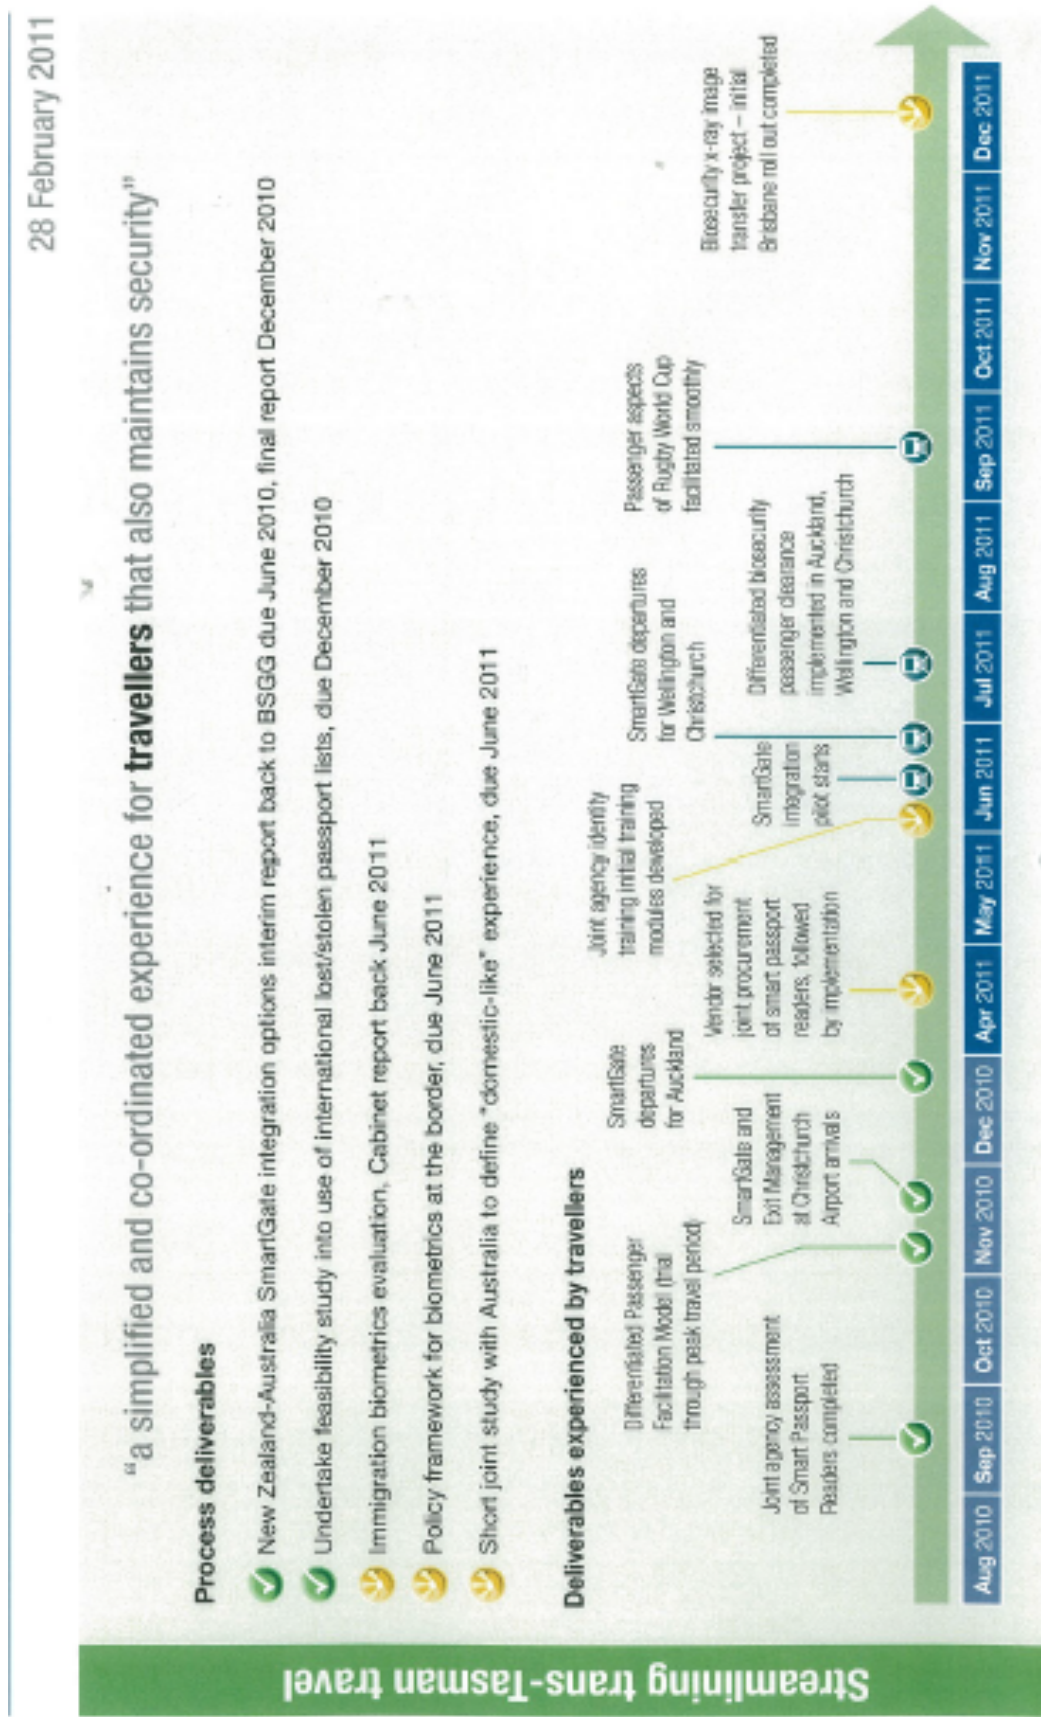 28 February 2011
Streamlining trans-Tasman travel
“a simplified and co-ordinated experience for travellers that also maintains security”
Process deliverables
New Zealand-Australia SmartGate integration options interim report back to BSGG due June 2010, final report December 2010
Undertake feasibility study into use of international lost/stolen passport lists, due December 2010
Immigration biometrics evaluation, Cabinet report back June 2011
Policy framework for biometrics at the border, due June 2011
Short joint study with Australia to define “domestic-like” experience, due June 2011
Deliverables experienced by travellers
Joint agency assessment
of Smart Passport
Readers completed
Differentiated Passenger
Facilitation Model (trial
through peak travel period)
SmartGate and
Exit Management
at Christchurch
Airport arrivals
SmartGate
departures
for Auckland
Vendor selected for
joint procurement
of smart passport
readers, followed
by implementation
Joint agency identity
training initial training
modules developed
SmartGate
integration
pilot starts
SmartGate departures
for Wellington and
Christchurch
Differentiated biosecurity
passenger clearance
implemented in Auckland,
Wellington and Christchurch
Passenger aspects
of Rugby World Cup
facilitated smoothly
Biosecurity x-ray image
transfer project – initial
Brisbane roll out completed
Aug 2010 Sep 2010 Oct 2010 Nov 2010 Dec 2010 Apr 2011 May 2011 Jun 2011 Jul 2011 Aug 2011 Sep 2011 Oct 2011 Nov 2011 Dec 2011